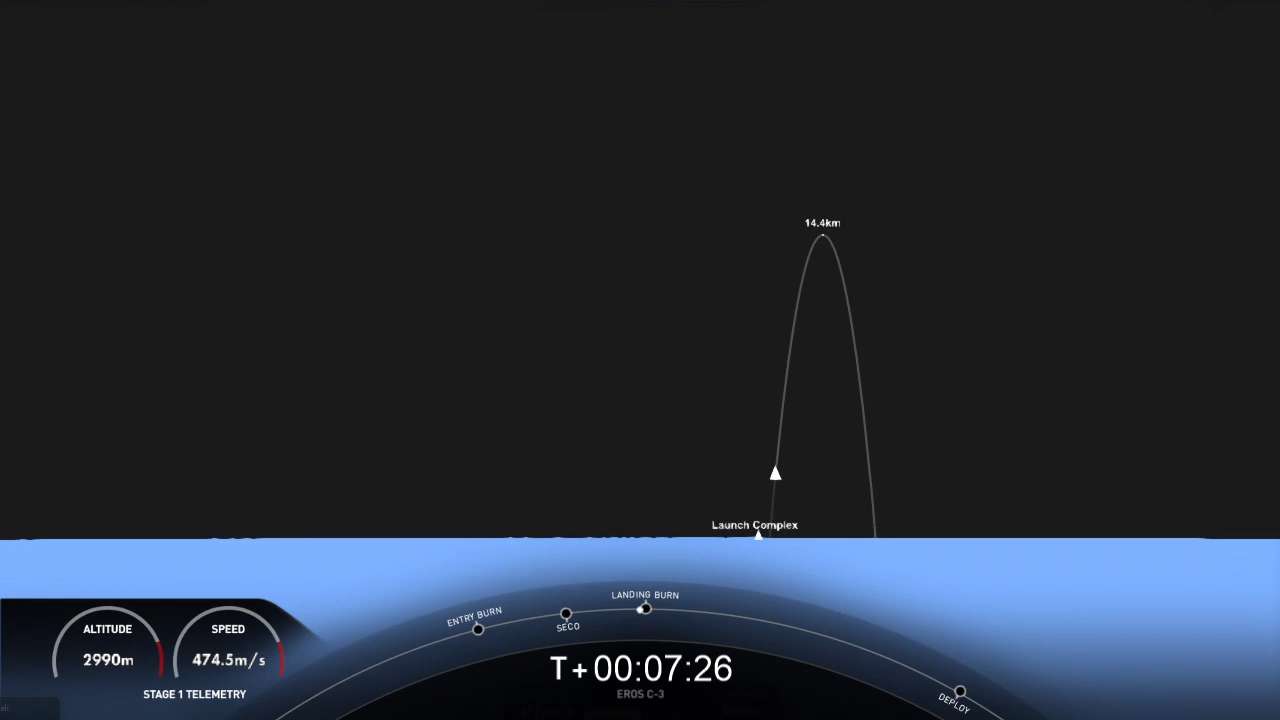 14.4km
Launch Complex
LANDING BURN
ENTRY BURN
SECO
ALTITUDE
2990m
SPEED
474.5m/s
STAGE 1 TELEMETRY
T+00:07:26
EROS C-3
DEPLOY